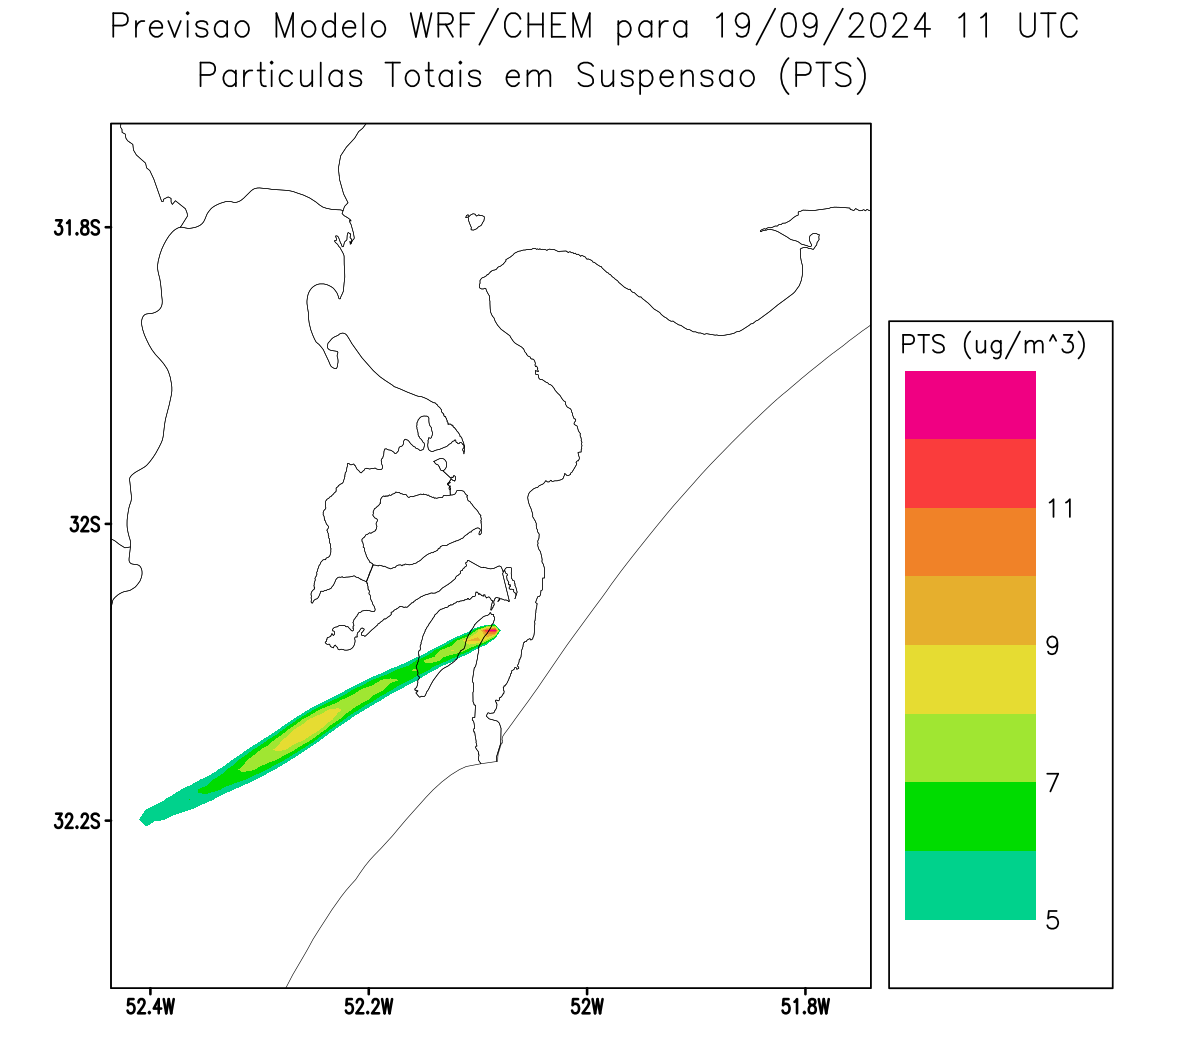 Previsao Modelo WRF/CHEM para 19/09/2024 11 UTC
Particulas Totais em Suspensao (PTS)
31.8S
32S
32.2S
52.4W 52.2W 52W 51.8W
PTS (ug/m^3)
11
9
7
5